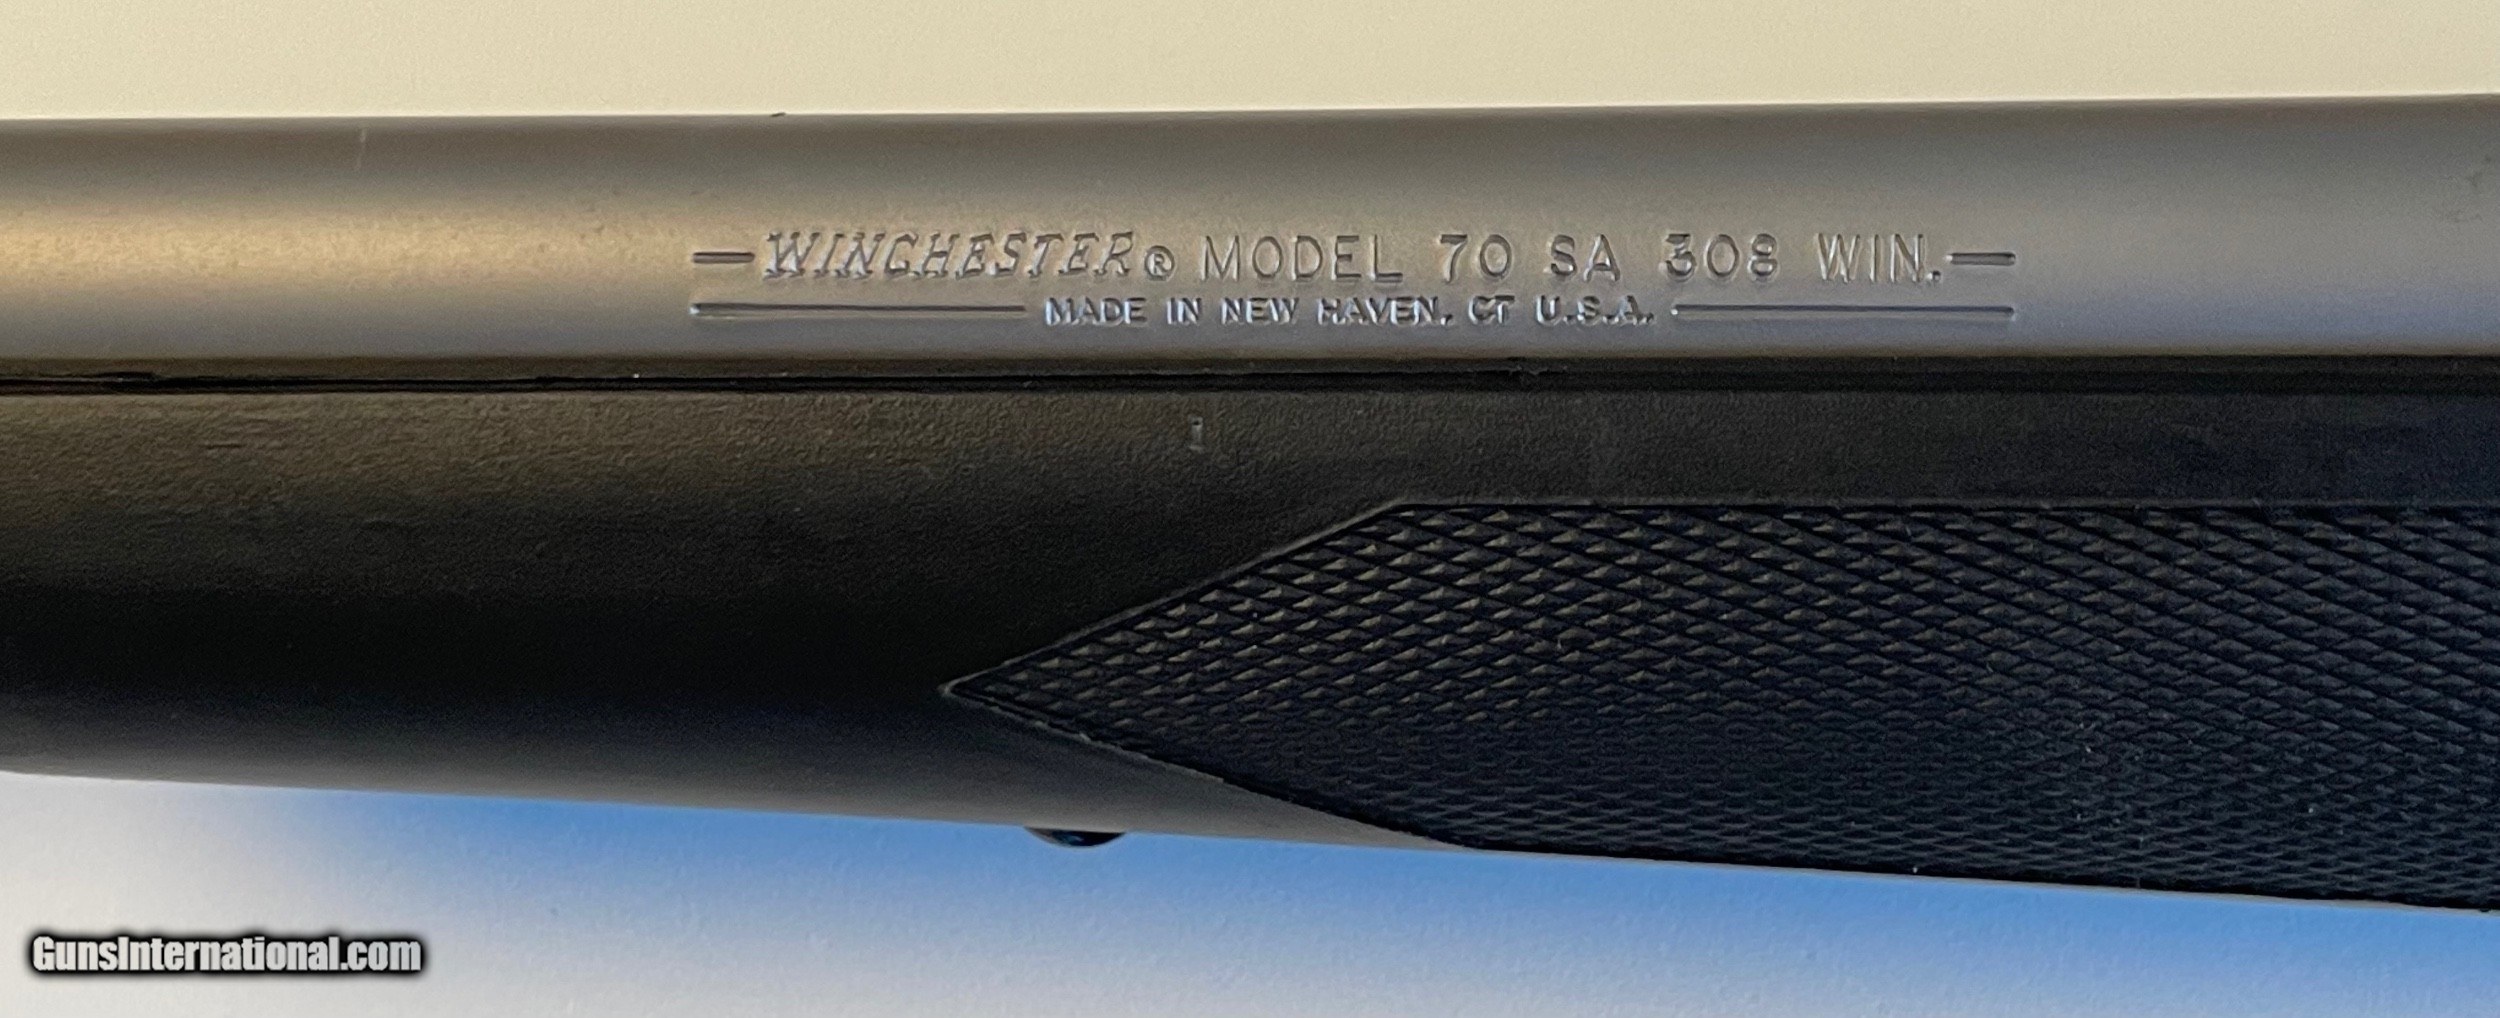 WINCHESTER® MODEL 70 SA 308 WIN.
MADE IN NEW HAVEN, CT U.S.A.
GunsInternational.com